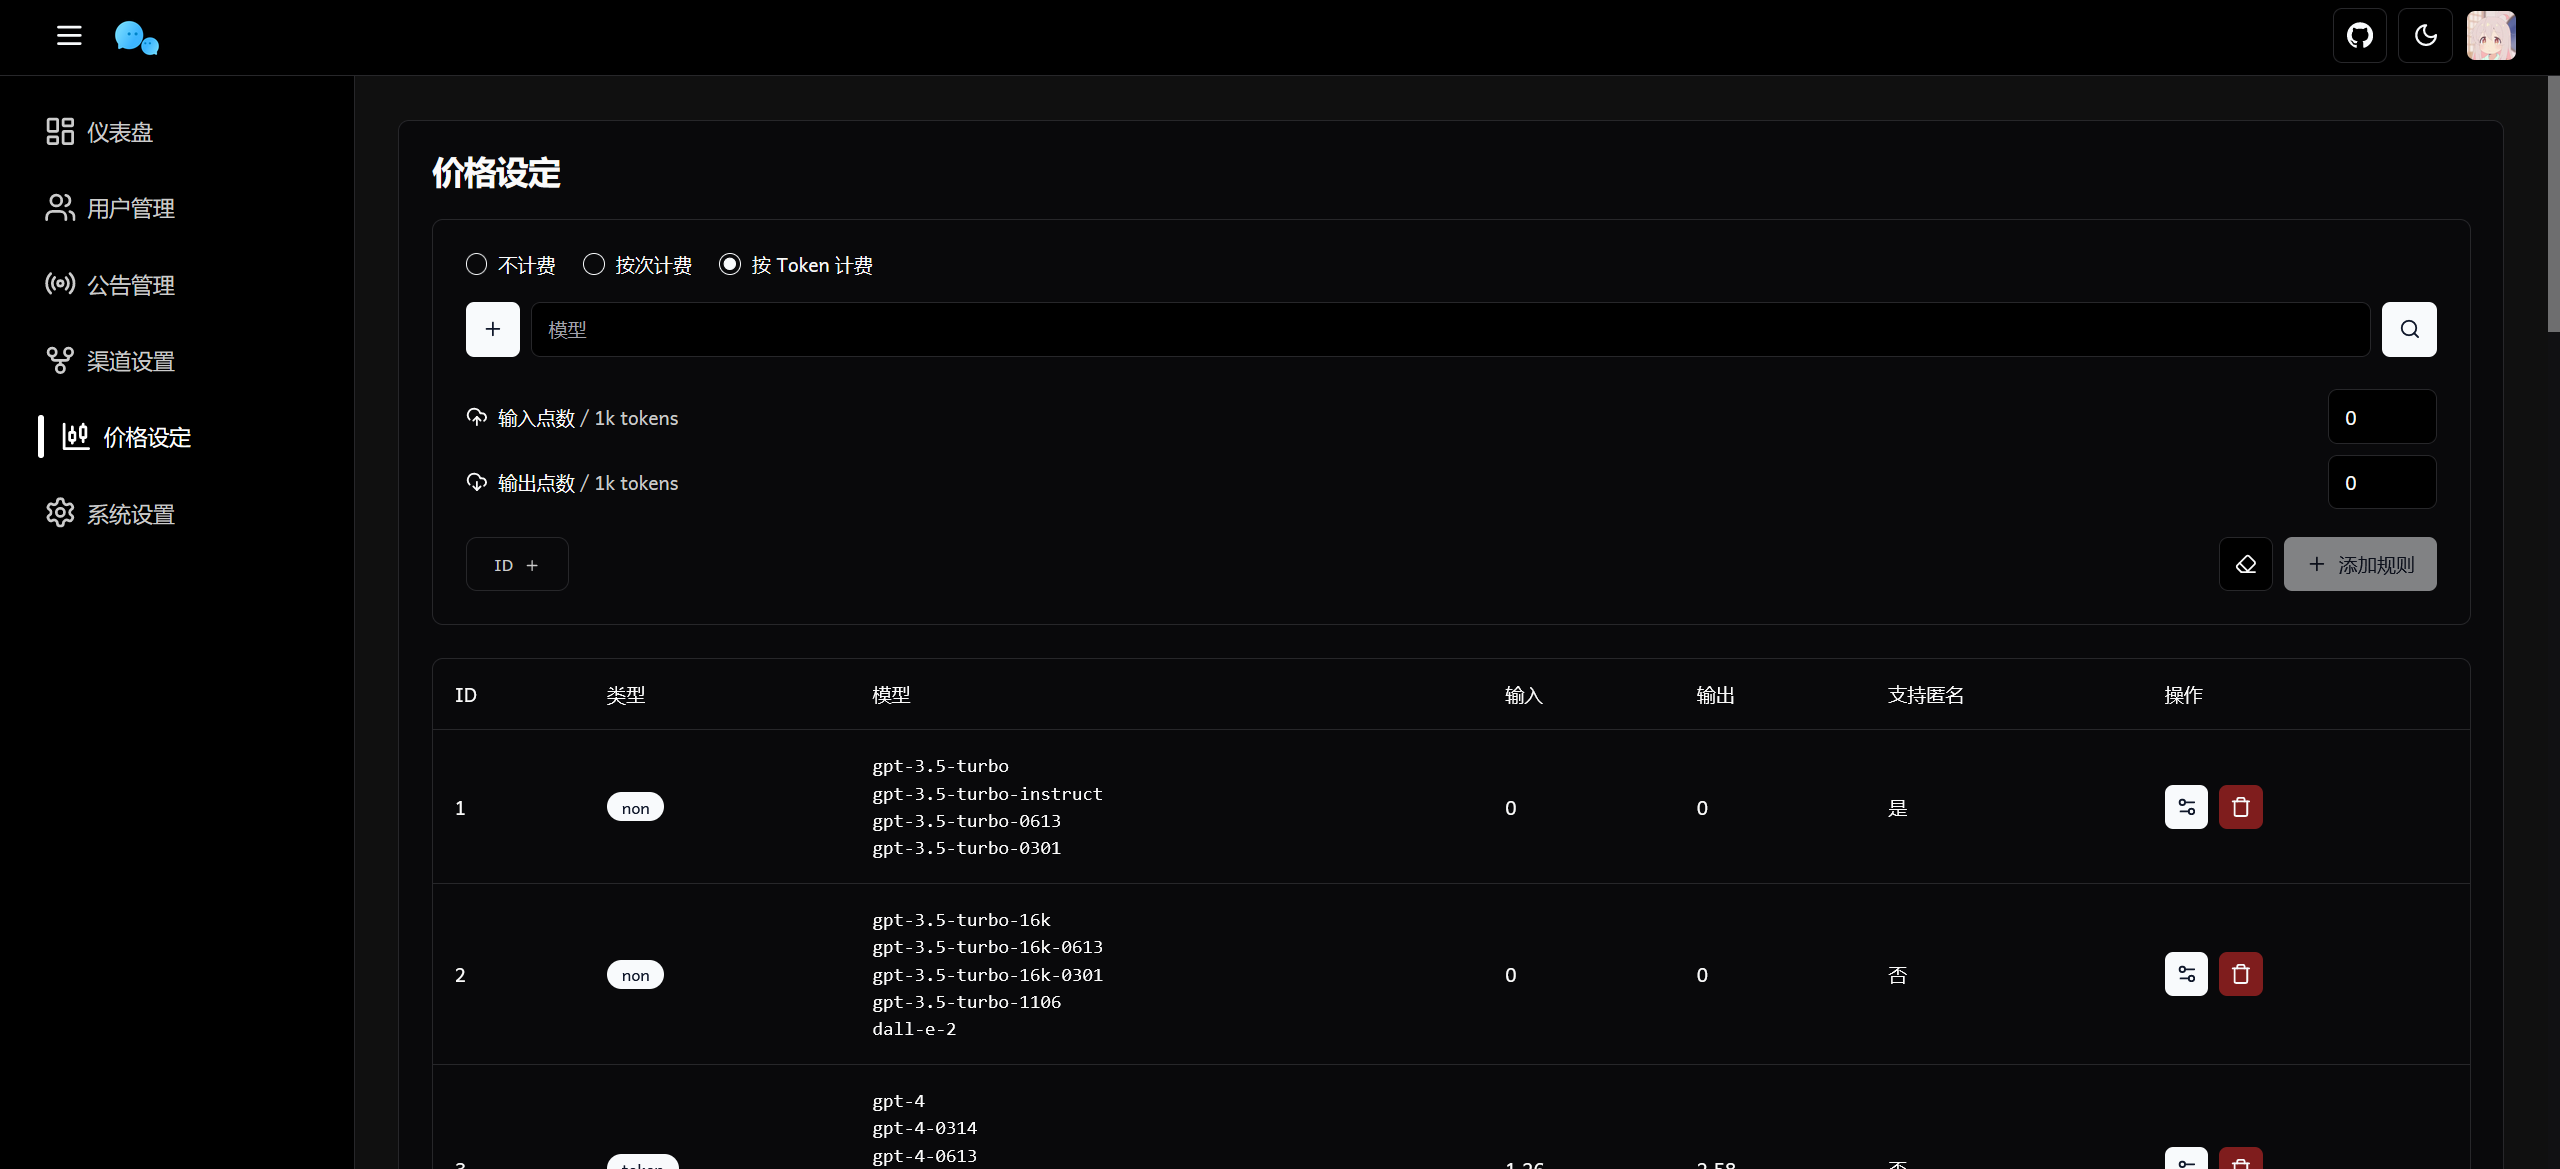 仪表盘
用户管理
公告管理
渠道设置
价格设定
系统设置
价格设定
不计费 按次计费 按 Token 计费
模型
输入点数 / 1k tokens 0
输出点数 / 1k tokens 0
ID + 添加规则
ID 类型 模型 输入 输出 支持匿名 操作
gpt-3.5-turbo
gpt-3.5-turbo-instruct
1 non 0 0 是
gpt-3.5-turbo-0613
gpt-3.5-turbo-0301
gpt-3.5-turbo-16k
gpt-3.5-turbo-16k-0613
2 non gpt-3.5-turbo-16k-0301 0 0 否
gpt-3.5-turbo-1106
dall-e-2
gpt-4
gpt-4-0314
gpt-4-0613
3 token 否